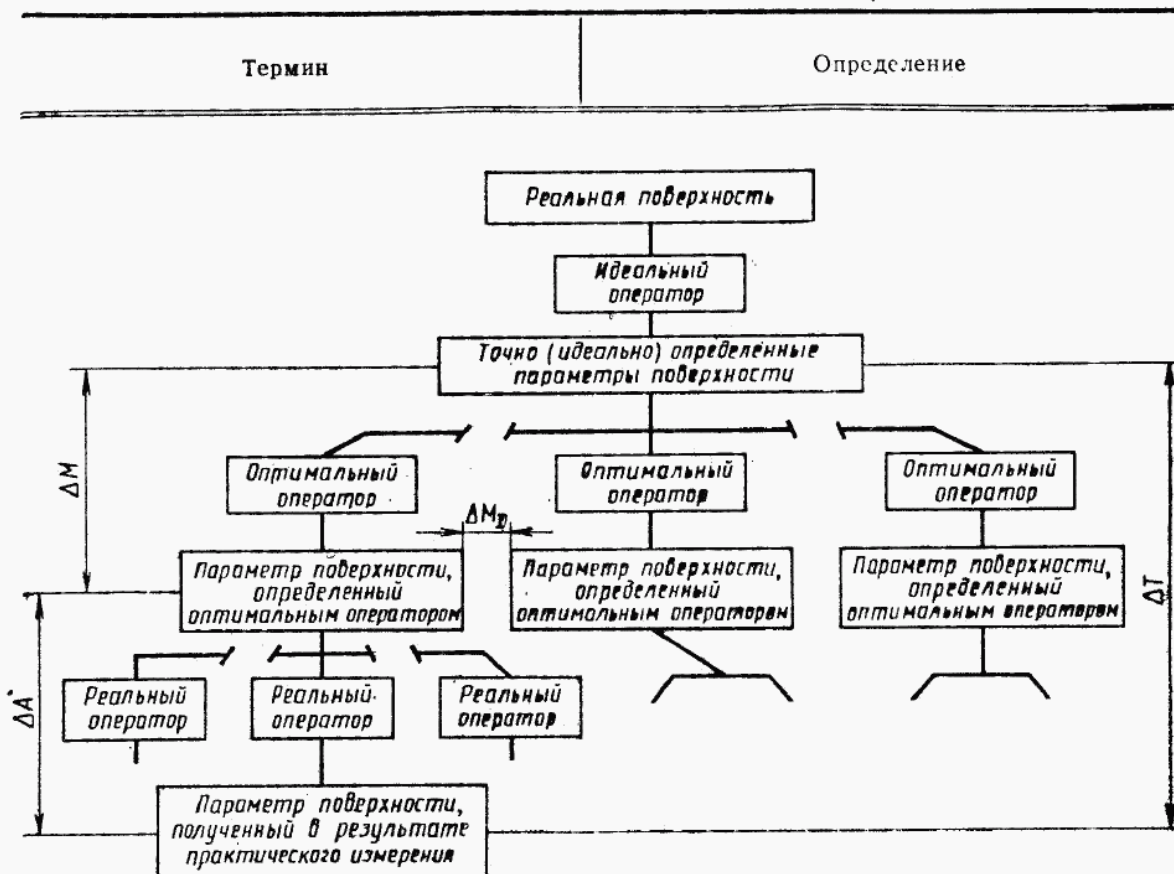 Термин
Определение
Реальная поверхность
Идеальный
оператор
Точно (идеально) определённые
параметры поверхности
ΔM
ΔT
Оптимальный
оператор
Оптимальный
оператор
Оптимальный
оператор
ΔMD
Параметр поверхности,
определенный
оптимальным оператором
Параметр поверхности,
определенный
оптимальным оператором
Параметр поверхности,
определенный
оптимальным оператором
ΔA
Реальный
оператор
Реальный
оператор
Реальный
оператор
Параметр поверхности,
полученный в результате
практического измерения